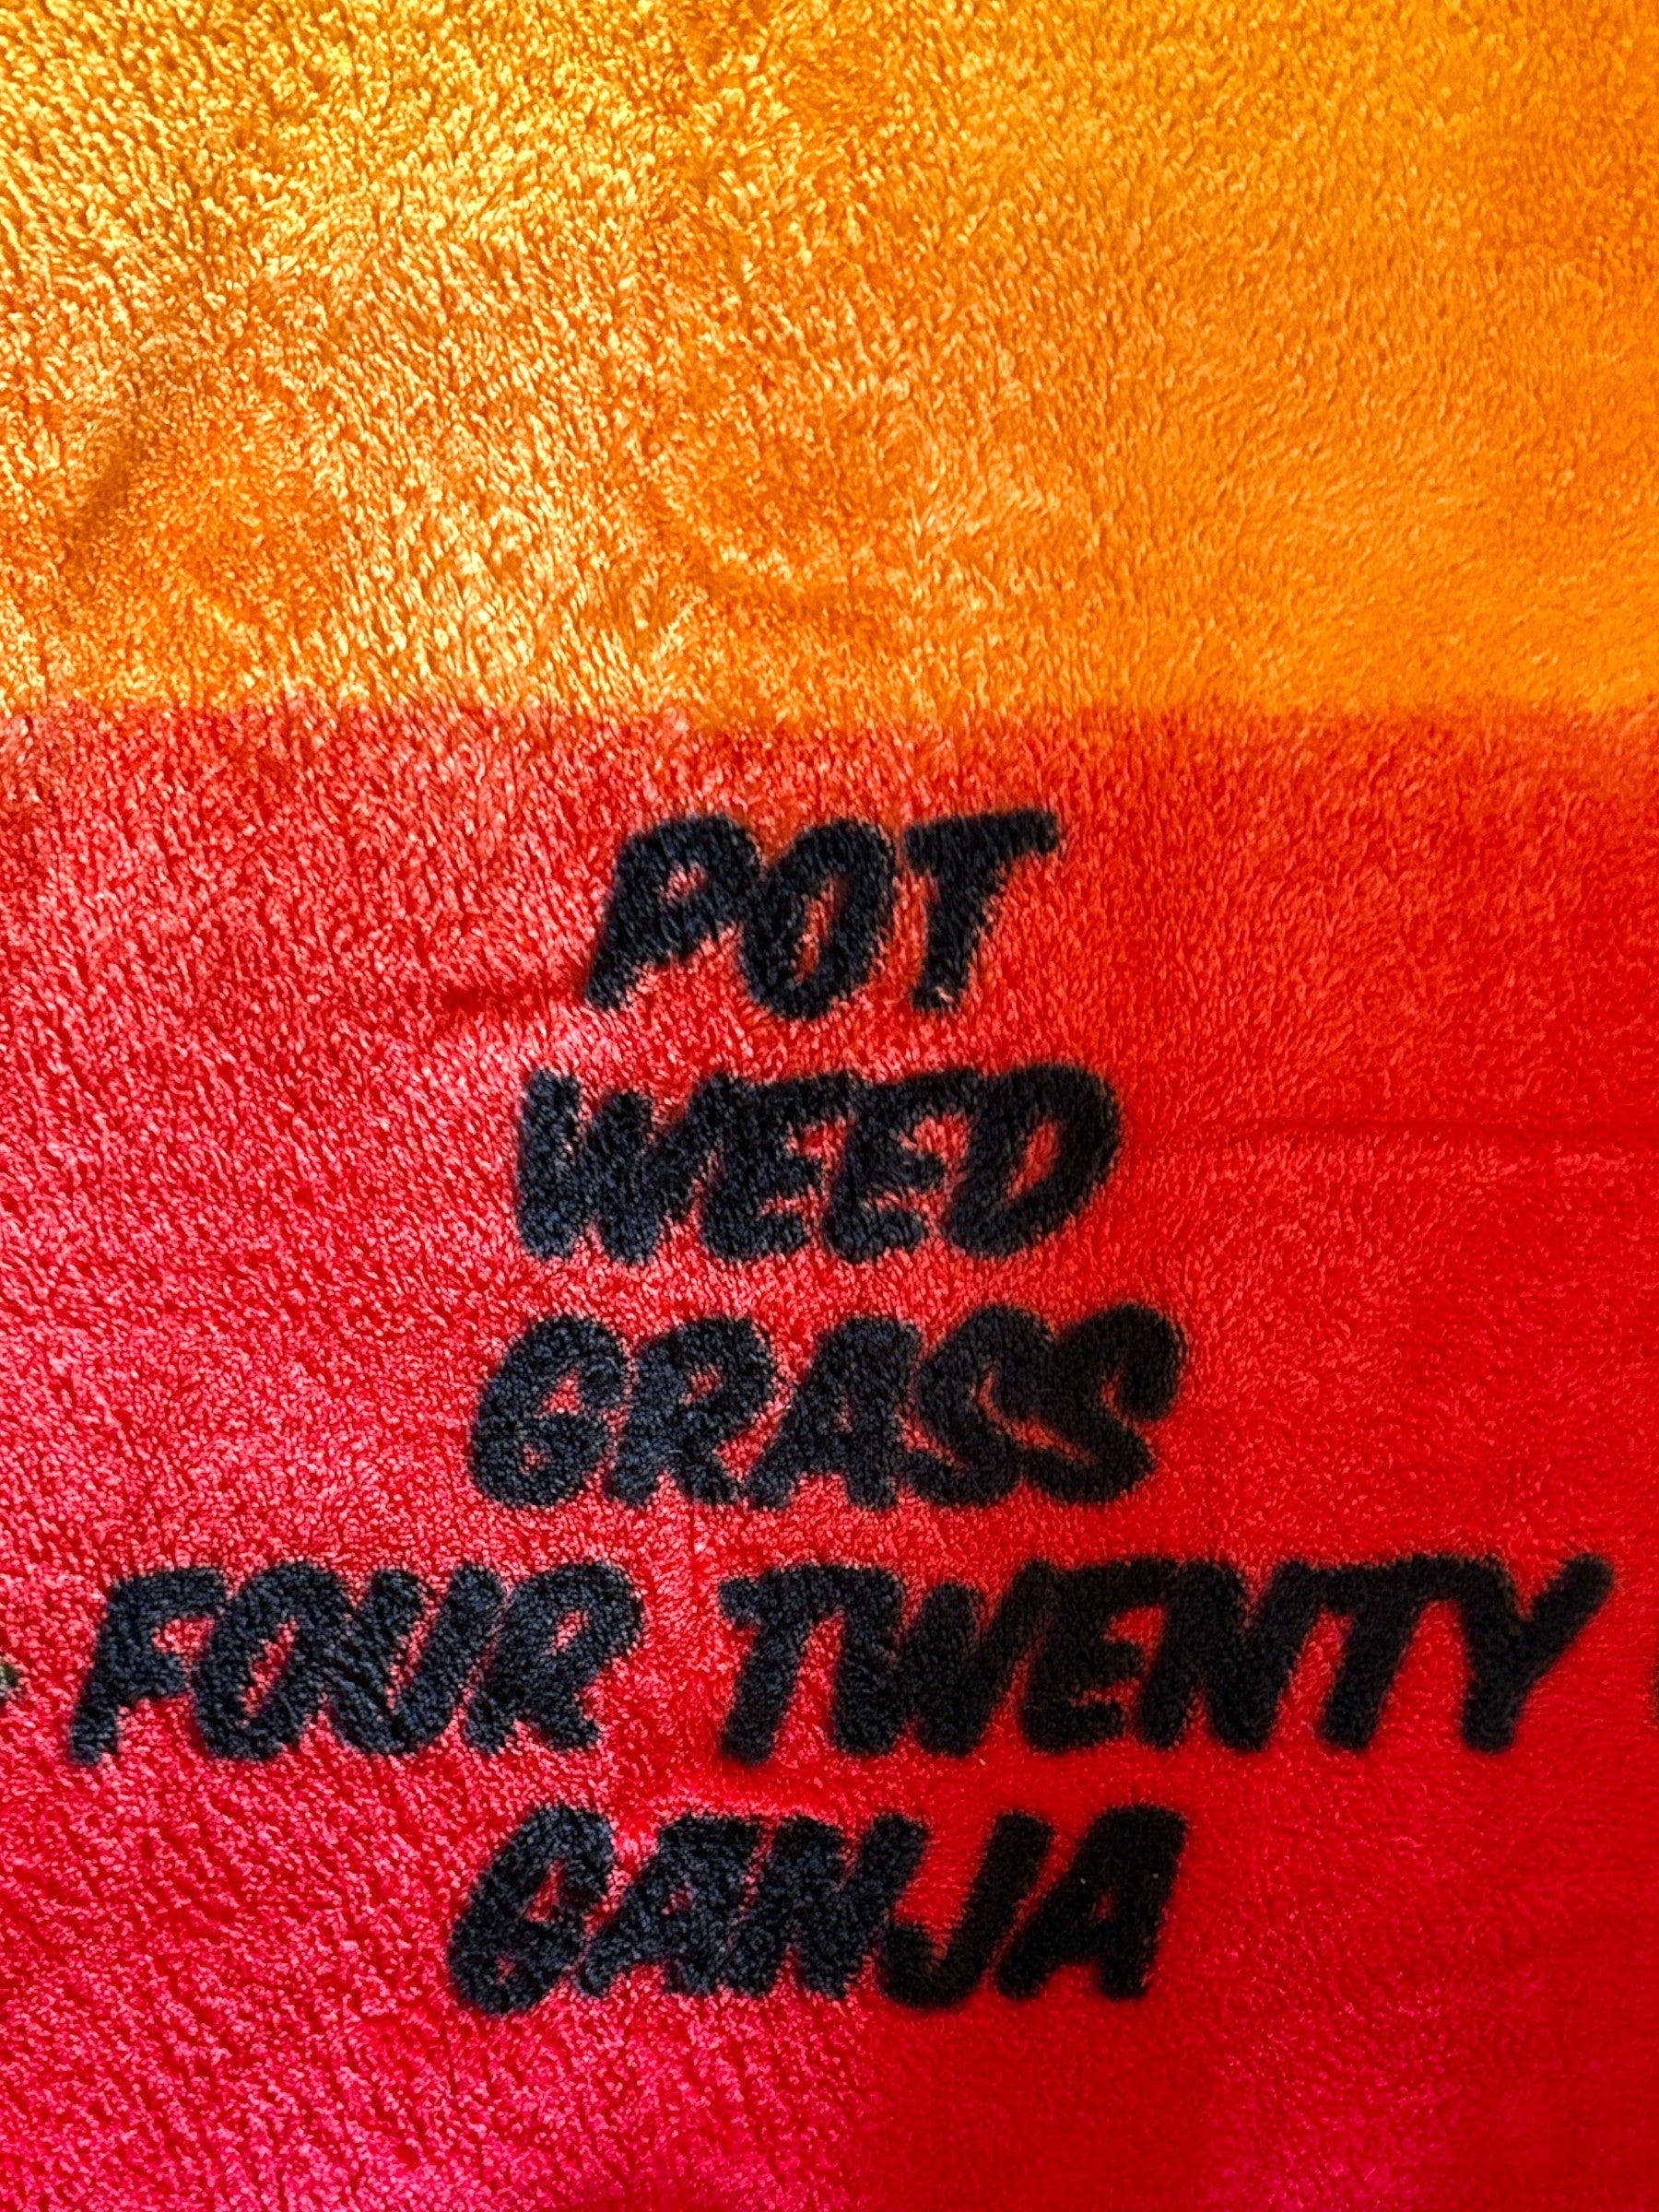 POT
WEED
GRASS
FOUR TWENTY
GANJA